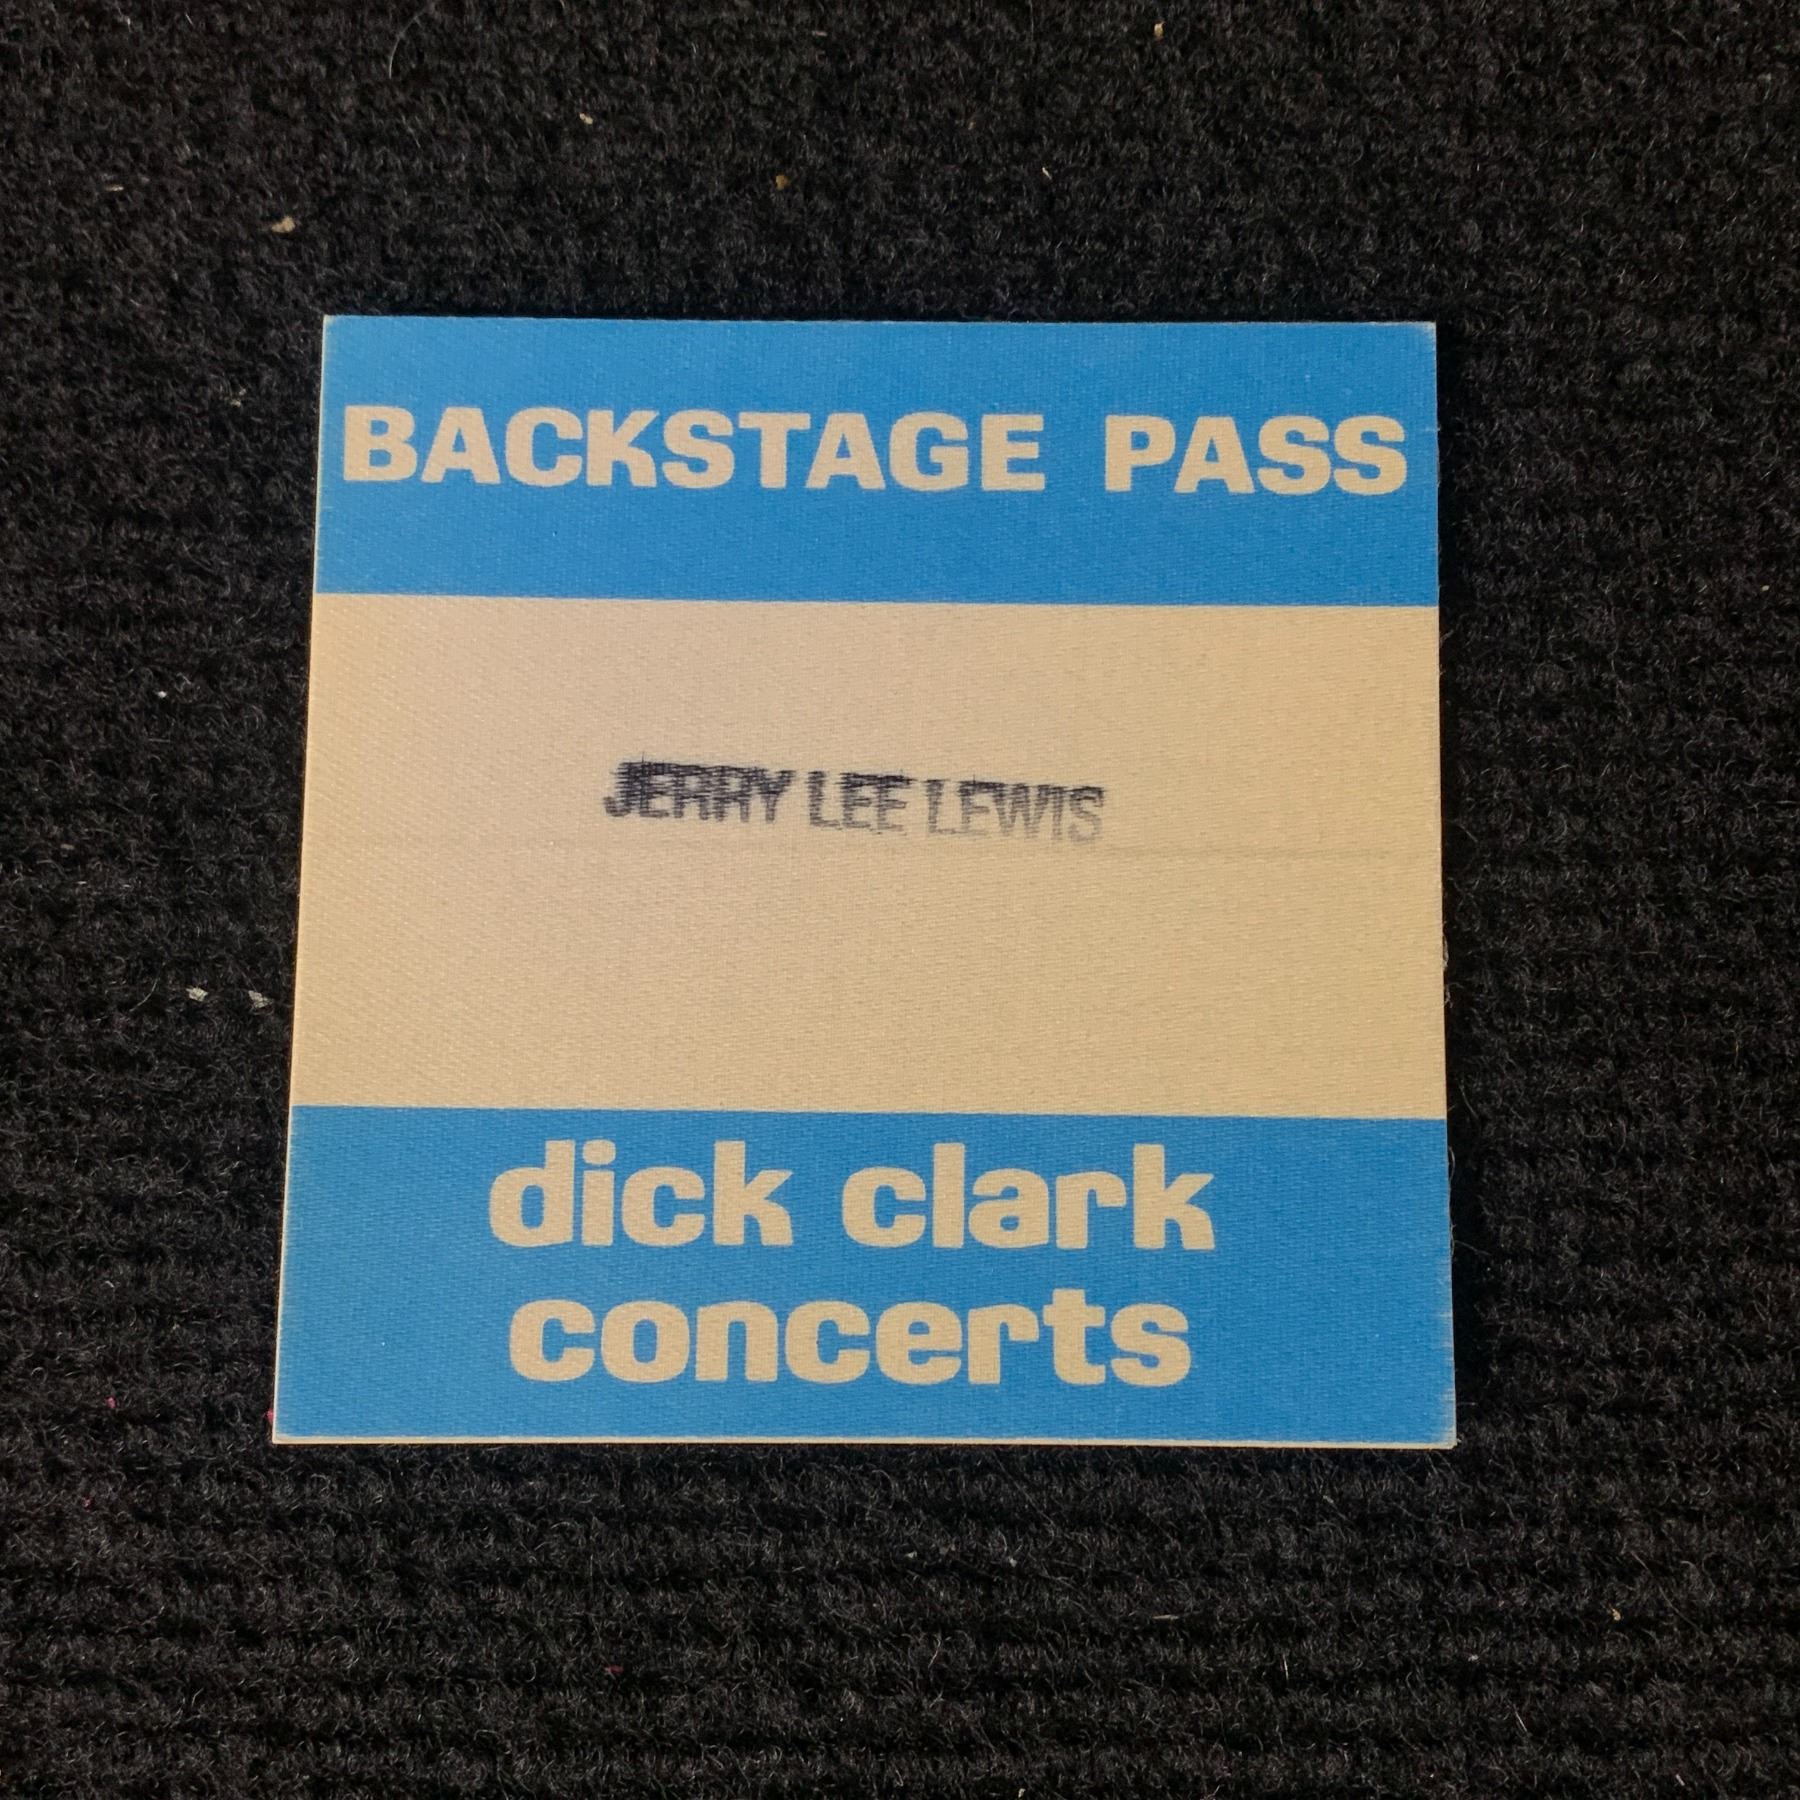 BACKSTAGE PASS
JERRY LEE LEWIS
dick clark
concerts